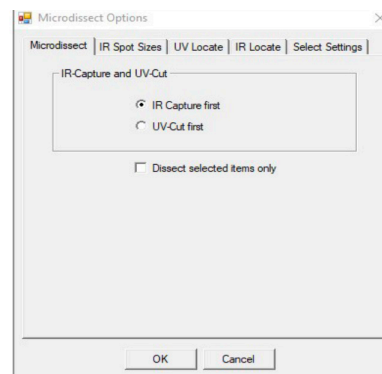 Microdissect Options
Microdissect IR Spot Sizes UV Locate IR Locate Select Settings
IR-Capture and UV-Cut
IR Capture first
UV-Cut first
Dissect selected items only
OK Cancel